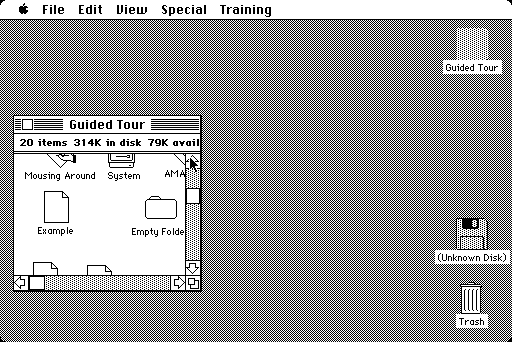 File Edit View Special Training
Guided Tour
Guided Tour
20 items 314K in disk 79K avail
Mousing Around System AMA
Example Empty Folde
(Unknown Disk)
Trash